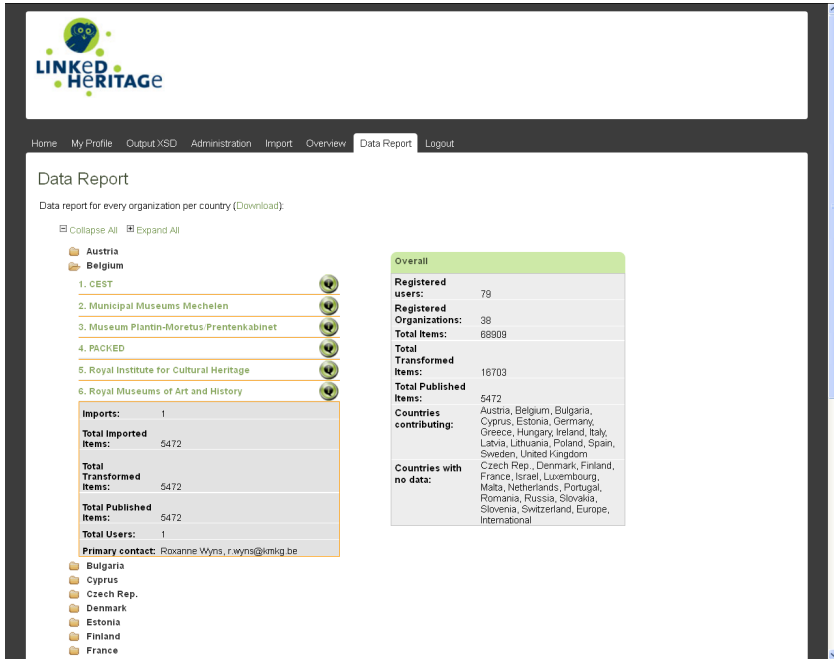 LINKeD
HeRITAGe
Home My Profile Output XSD Administration Import Overview Data Report Logout
Data Report
Data report for every organization per country (Download):
Collapse All Expand All
Austria
Belgium
1. CEST
2. Municipal Museums Mechelen
3. Museum Plantin-Moretus/Prentenkabinet
4. PACKED
5. Royal Institute for Cultural Heritage
6. Royal Museums of Art and History
Imports: 1
Total Imported
Items: 5472
Total
Transformed
Items: 5472
Total Published
Items: 5472
Total Users: 1
Primary contact: Roxanne Wyns, r.wyns@kmkg.be
Bulgaria
Cyprus
Czech Rep.
Denmark
Estonia
Finland
France
Overall
Registered
users: 79
Registered
Organizations: 38
Total Items: 68909
Total
Transformed
Items: 16703
Total Published
Items: 5472
Countries
contributing:
Austria, Belgium, Bulgaria,
Cyprus, Estonia, Germany,
Greece, Hungary, Ireland, Italy,
Latvia, Lithuania, Poland, Spain,
Sweden, United Kingdom
Countries with
no data:
Czech Rep., Denmark, Finland,
France, Israel, Luxembourg,
Malta, Netherlands, Portugal,
Romania, Russia, Slovakia,
Slovenia, Switzerland, Europe,
International